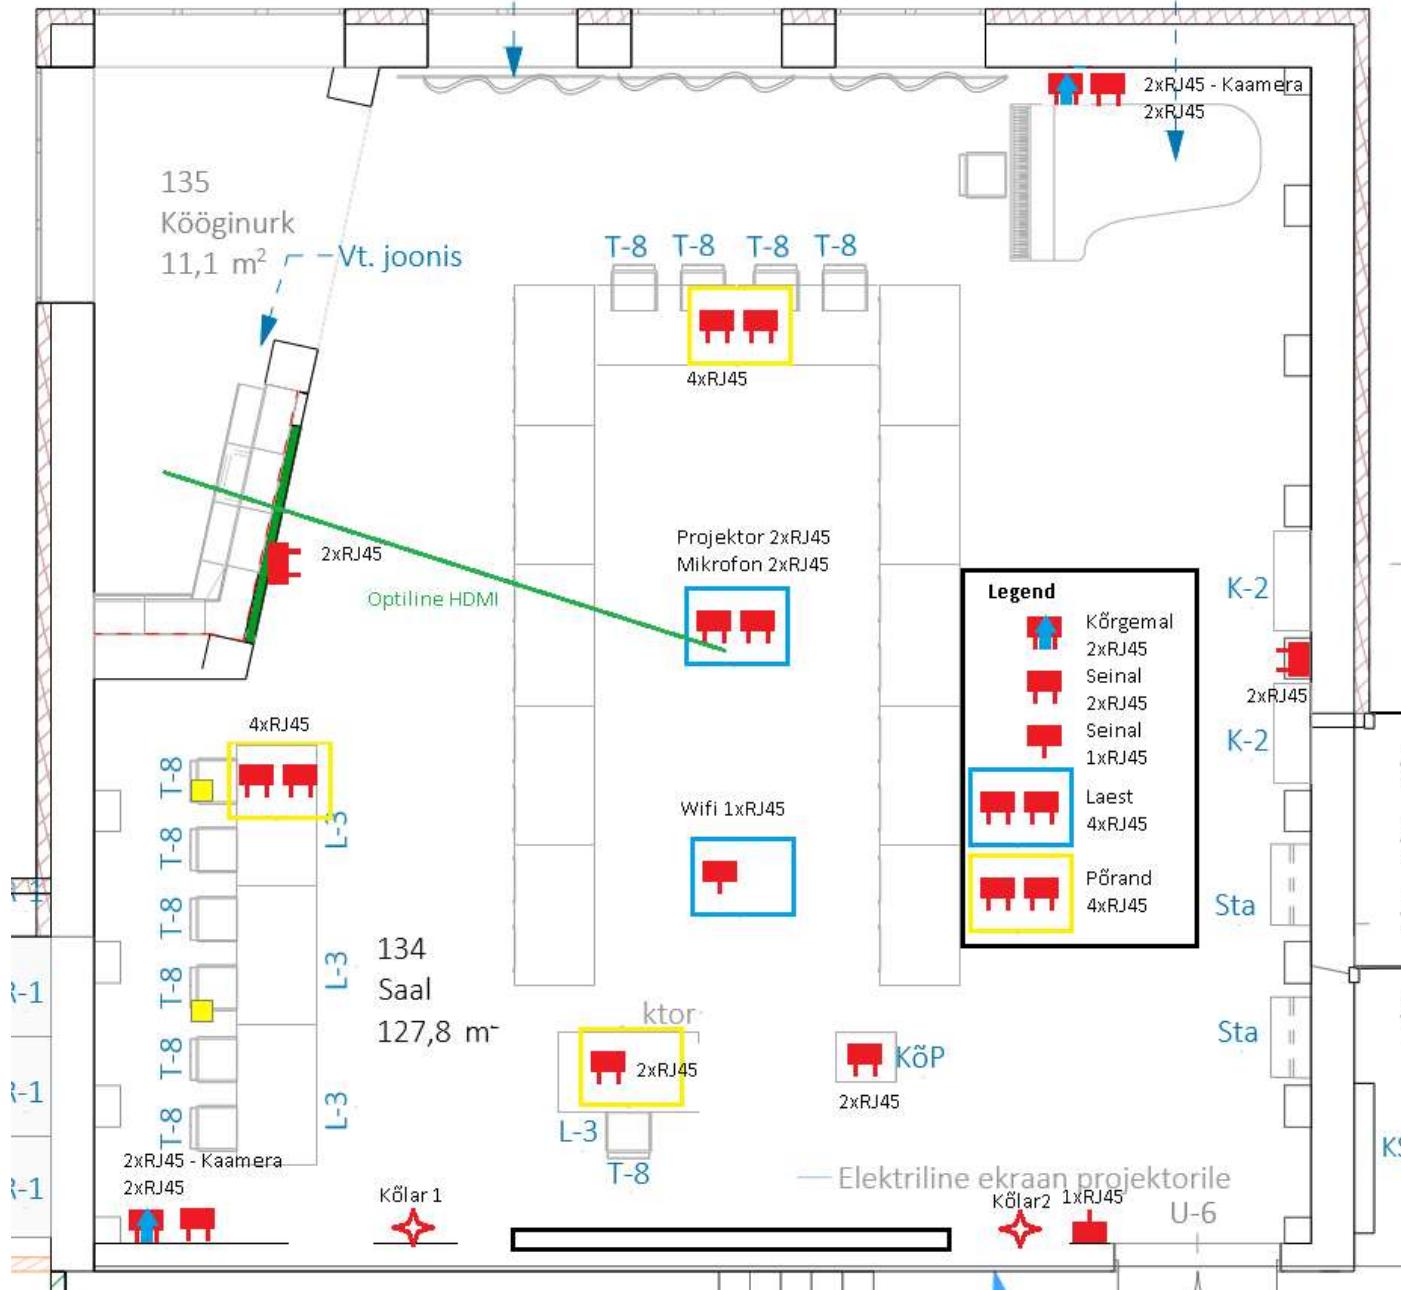 2xRJ45 - Kaamera
2xRJ45
135
Kööginurk
11,1 m²
Vt. joonis
T-8
T-8
T-8
T-8
4xRJ45
2xRJ45
Optiline HDMI
Projektor 2xRJ45
Mikrofon 2xRJ45
Legend
Kõrgemal
2xRJ45
Seinal
2xRJ45
Seinal
1xRJ45
Laest
4xRJ45
Põrand
4xRJ45
K-2
2xRJ45
K-2
4xRJ45
T-8
T-8
T-8
T-8
T-8
T-8
L-3
L-3
L-3
Wifi 1xRJ45
134
Saal
127,8 m
Sta
Sta
ktor
2xRJ45
L-3
T-8
KõP
2xRJ45
2xRJ45 - Kaamera
2xRJ45
Kõlar 1
Elektriline ekraan projektorile
Kõlar2
1xRJ45
U-6
-1
-1
-1